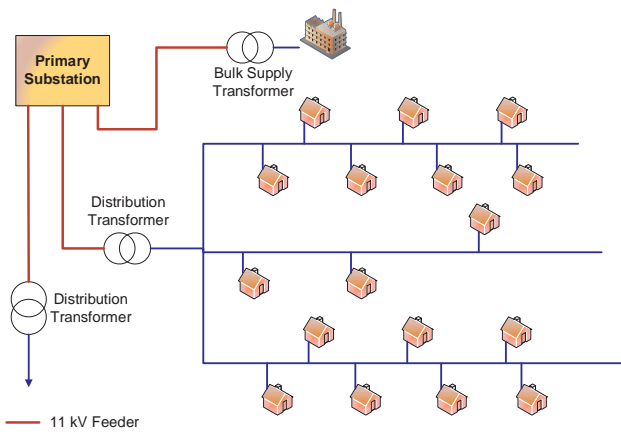 Primary
Substation
Bulk Supply
Transformer
Distribution
Transformer
Distribution
Transformer
11 kV Feeder